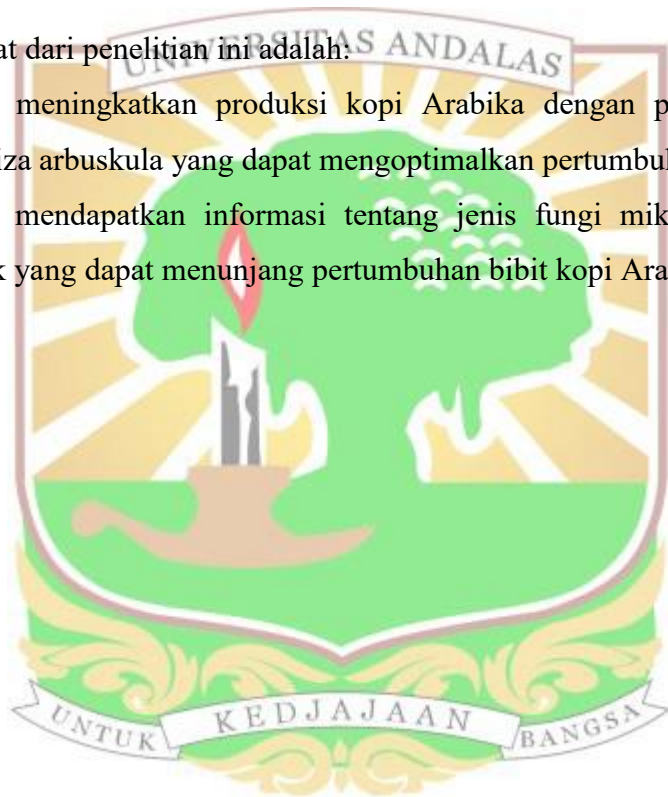 at dari penelitian ini adalah:
UNIVERSITAS ANDALAS
meningkatkan produksi kopi Arabika dengan p
iza arbuskula yang dapat mengoptimalkan pertumbuh
mendapatkan informasi tentang jenis fungi mik
k yang dapat menunjang pertumbuhan bibit kopi Ara
UNTUK KEDJAJAAN BANGSA